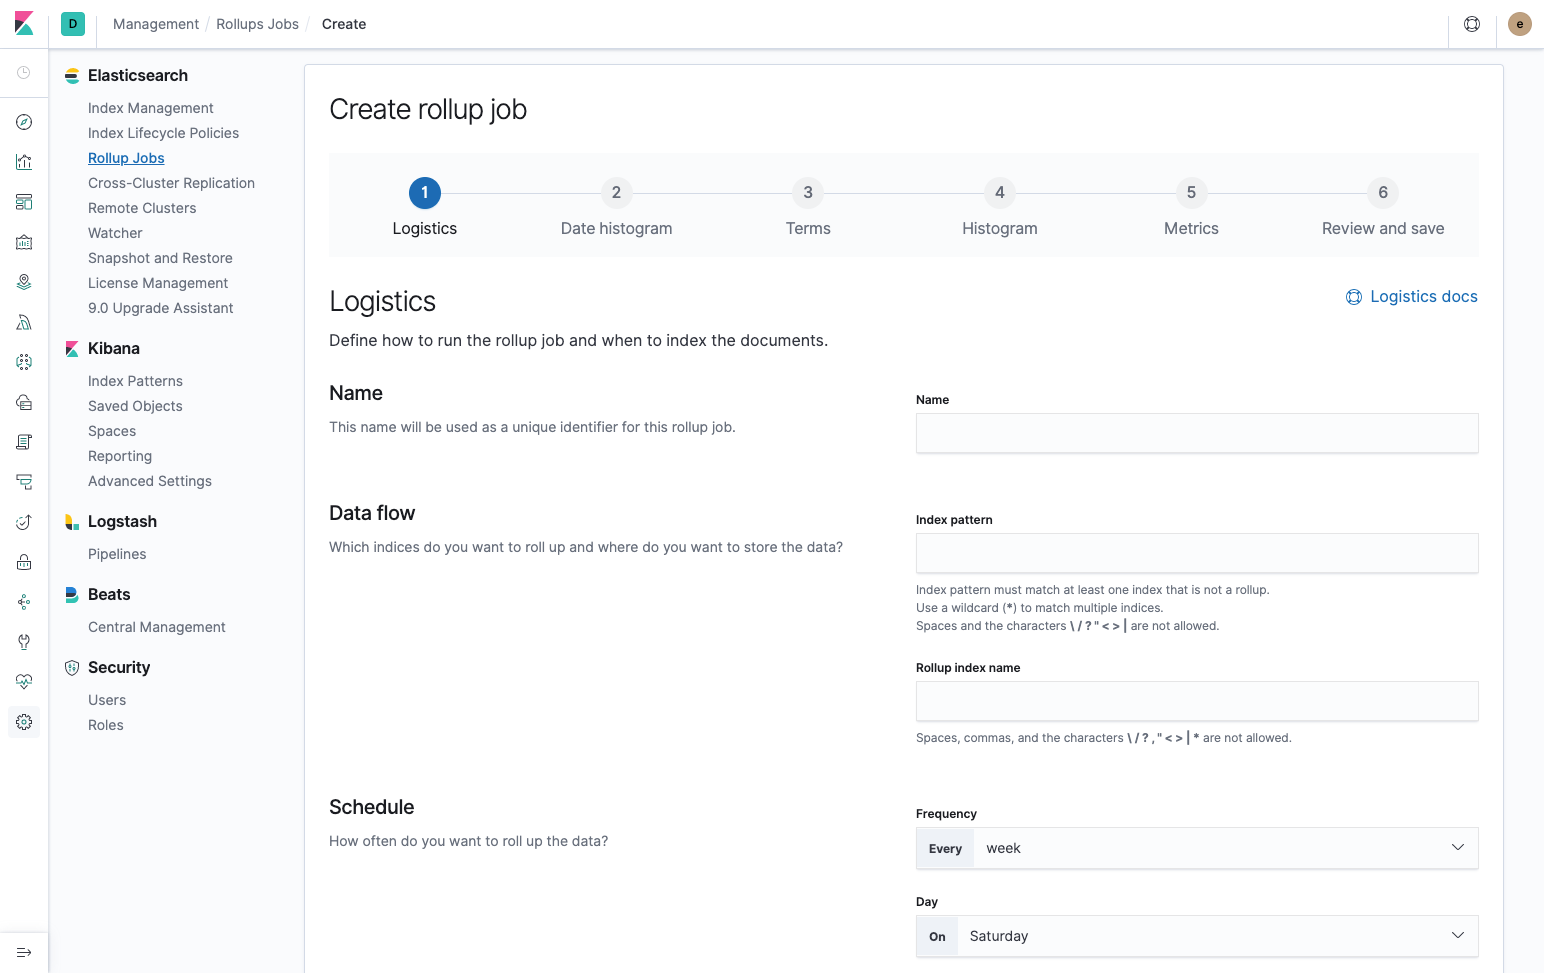 D
Management / Rollups Jobs / Create
e
Elasticsearch
Index Management
Index Lifecycle Policies
Rollup Jobs
Cross-Cluster Replication
Remote Clusters
Watcher
Snapshot and Restore
License Management
9.0 Upgrade Assistant
Kibana
Index Patterns
Saved Objects
Spaces
Reporting
Advanced Settings
Logstash
Pipelines
Beats
Central Management
Security
Users
Roles
Create rollup job
1 2 3 4 5 6
Logistics Date histogram Terms Histogram Metrics Review and save
Logistics
Logistics docs
Define how to run the rollup job and when to index the documents.
Name
This name will be used as a unique identifier for this rollup job.
Name
Data flow
Which indices do you want to roll up and where do you want to store the data?
Index pattern
Index pattern must match at least one index that is not a rollup.
Use a wildcard (*) to match multiple indices.
Spaces and the characters \ / ? " < > | are not allowed.
Rollup index name
Spaces, commas, and the characters \ / ? , " < > | * are not allowed.
Schedule
How often do you want to roll up the data?
Frequency
Every week
Day
On Saturday